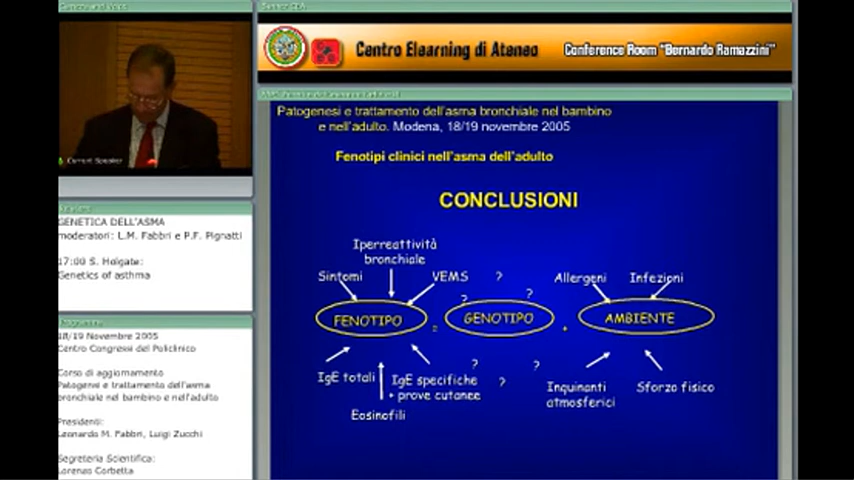 Centro Elearning di Ateneo
Conference Room "Bernardo Ramazzini"
Current Speaker
GENETICA DELL'ASMA
moderatori: L.M. Fabbri e P.F. Pignatti
17:00 S. Holgate:
Genetics of asthma
18/19 Novembre 2005
Centro Congressi del Policlinico
Corso di aggiornamento
Patogenesi e trattamento dell'asma
bronchiale nel bambino e nell'adulto
Presidenti:
Leonardo M. Fabbri, Luigi Zucchi
Segreteria Scientifica:
Lorenzo Corbetta
Patogenesi e trattamento dell'asma bronchiale nel bambino
e nell'adulto. Modena, 18/19 novembre 2005
Fenotipi clinici nell'asma dell'adulto
CONCLUSIONI
Iperreattività
bronchiale
Sintomi
VEMS
?
Allergeni
Infezioni
?
?
FENOTIPO
=
GENOTIPO
+
AMBIENTE
?
?
IgE totali
IgE specifiche
+ prove cutanee
?
Eosinofili
Inquinanti
atmosferici
Sforzo fisico